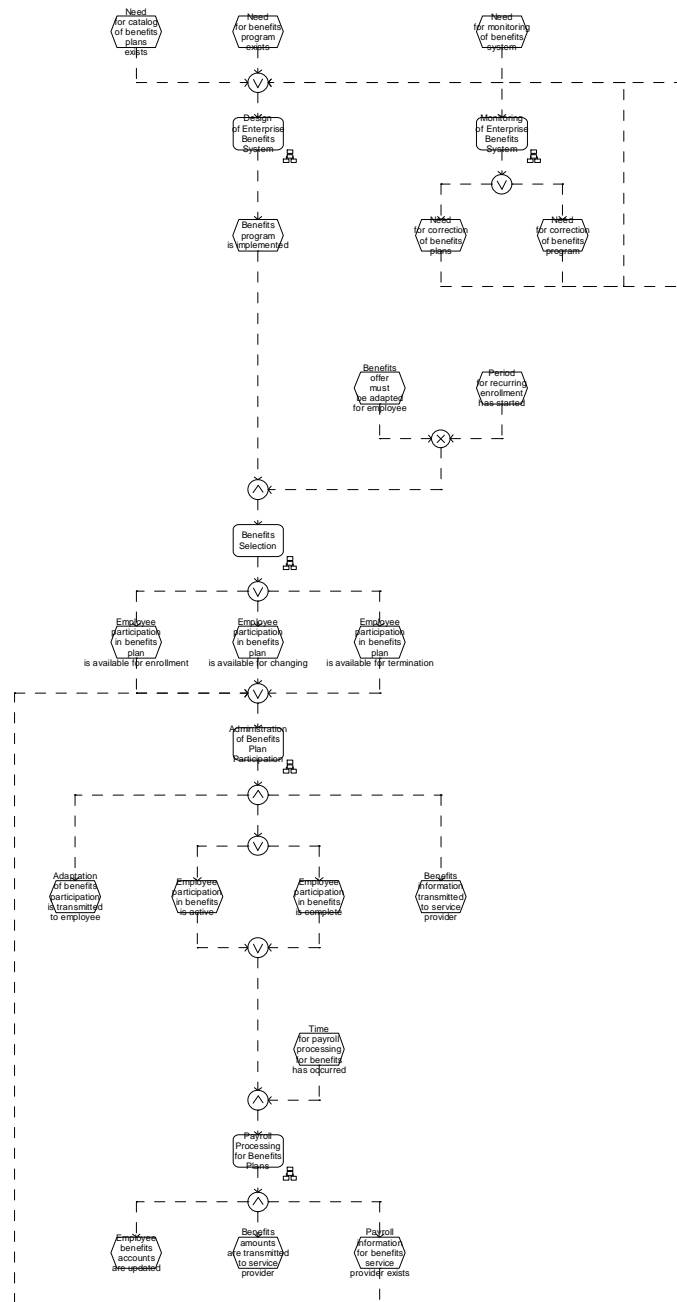 Need
for catalog
of benefits
plans
exists
Need
for benefits
program
exists
Need
for monitoring
of benefits
system
Design
of Enterprise
Benefits
System
Monitoring
of Enterprise
Benefits
System
Benefits
program
is implemented
Need
for correction
of benefits
plans
Need
for correction
of benefits
program
Benefits
offer
must
be adapted
for employee
Period
for recurring
enrollment
has started
Benefits
Selection
Employee
participation
in benefits
plan
is available for enrollment
Employee
participation
in benefits
plan
is available for changing
Employee
participation
in benefits
plan
is available for termination
Administration
of Benefits
Plan
Participation
Adaptation
of benefits
participation
is transmitted
to employee
Employee
participation
in benefits
is active
Employee
participation
in benefits
is complete
Benefits
information
transmitted
to service
provider
Time
for payroll
processing
for benefits
has occurred
Payroll
Processing
for Benefits
Plans
Employee
benefits
accounts
are updated
Benefits
amounts
are transmitted
to service
provider
Payroll
information
for benefits
service
provider exists